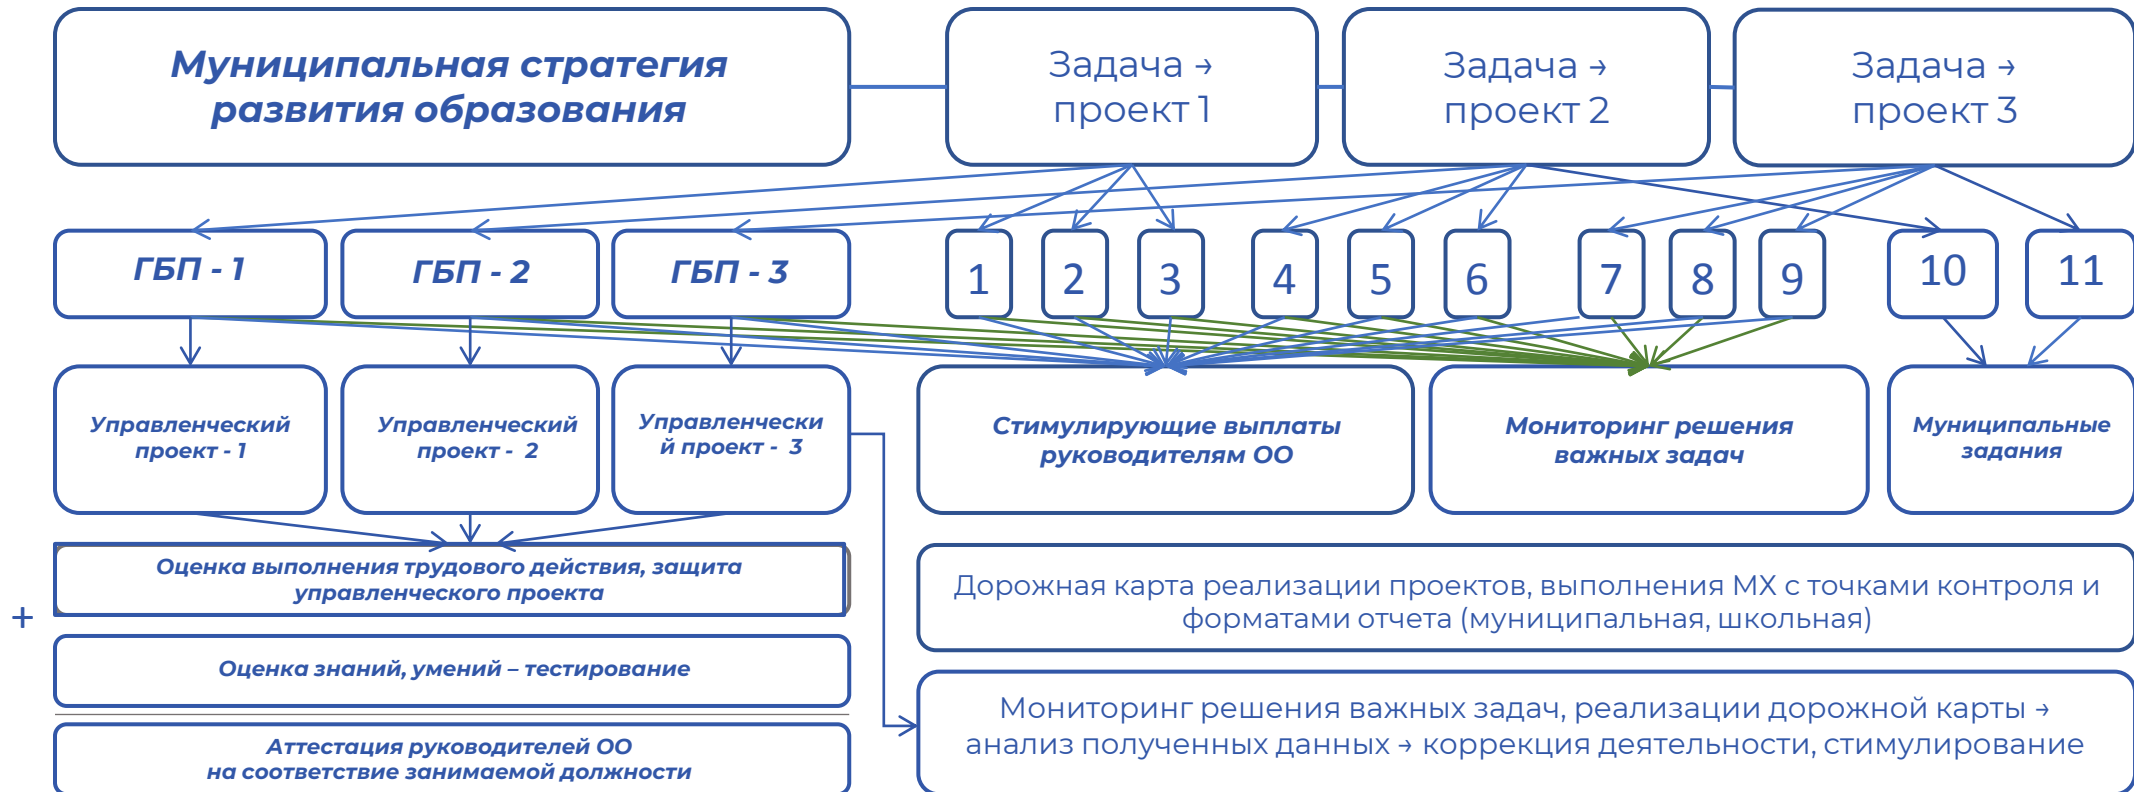 Муниципальная стратегия
развития образования
Задача →
проект 1
Задача →
проект 2
Задача →
проект 3
ГБП - 1
ГБП - 2
ГБП - 3
1
2
3
4
5
6
7
8
9
10
11
Управленческий
проект - 1
Управленческий
проект - 2
Управленчески
й проект - 3
Стимулирующие выплаты
руководителям ОО
Мониторинг решения
важных задач
Муниципальные
задания
Оценка выполнения трудового действия, защита
управленческого проекта
+
Оценка знаний, умений – тестирование
Аттестация руководителей ОО
на соответствие занимаемой должности
Дорожная карта реализации проектов, выполнения МХ с точками контроля и
форматами отчета (муниципальная, школьная)
Мониторинг решения важных задач, реализации дорожной карты →
анализ полученных данных → коррекция деятельности, стимулирование